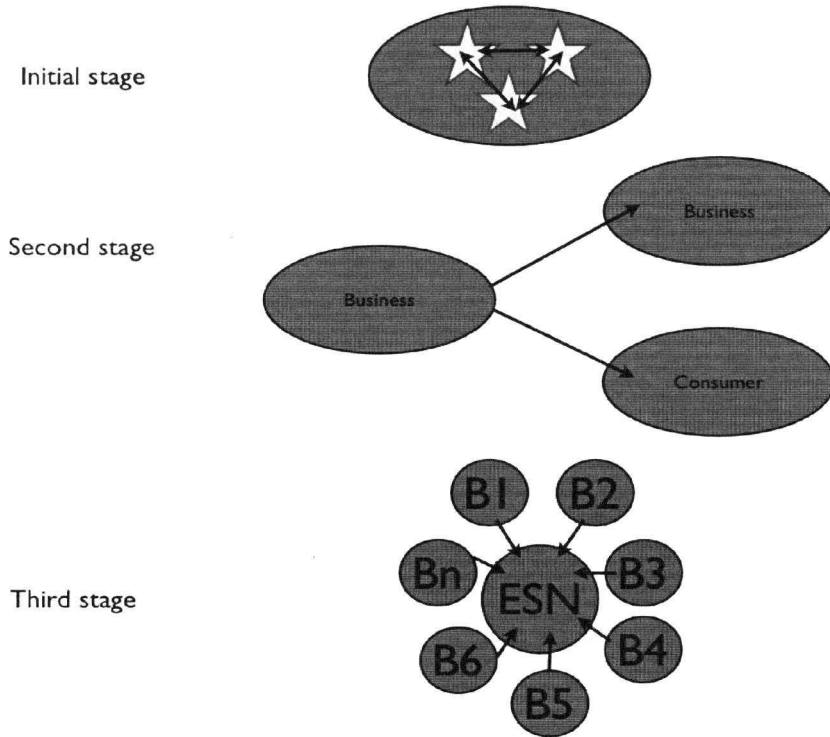 Initial stage
Business
Second stage
Business
Consumer
B1
B2
Bn
ESN
B3
Third stage
B6
B4
B5